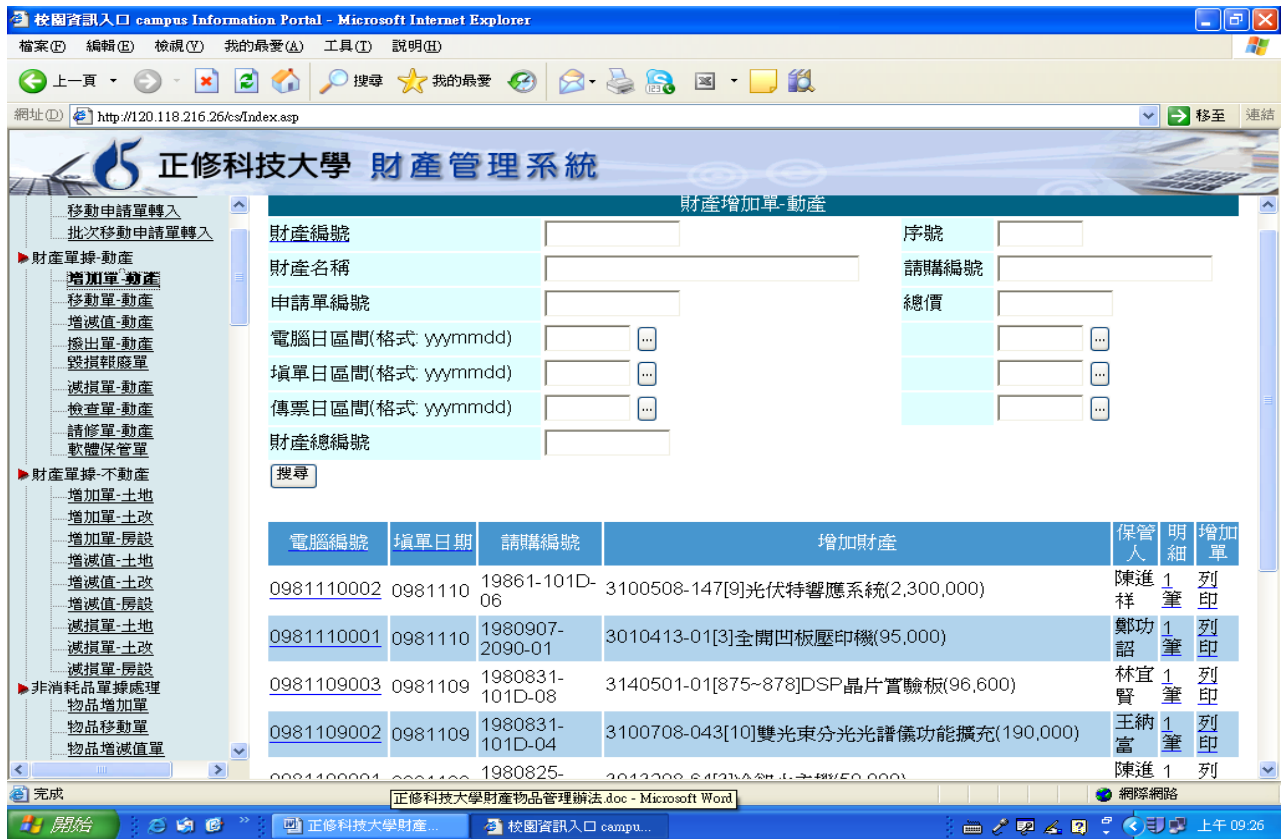 校園資訊入口 campus Information Portal - Microsoft Internet Explorer
檔案(F) 編輯(E) 檢視(V) 我的最愛(A) 工具(T) 說明(H)
上一頁 搜尋 我的最愛
網址(D) http://120.118.216.26/cs/Index.asp 移至 連結
正修科技大學 財產管理系統
移動申請單轉入
批次移動申請單轉入
財產單據-動產
增加單-動產
移動單-動產
增減值-動產
撥出單-動產
毀損報廢單
減損單-動產
檢查單-動產
請修單-動產
軟體保管單
財產單據-不動產
增加單-土地
增加單-土改
增加單-房設
增減值-土地
增減值-土改
增減值-房設
減損單-土地
減損單-土改
減損單-房設
非消耗品單據處理
物品增加單
物品移動單
物品增減值單
財產增加單-動產
財產編號 序號
財產名稱 請購編號
申請單編號 總價
電腦日區間(格式: yyymmdd) ... ...
填單日區間(格式: yyymmdd) ... ...
傳票日區間(格式: yyymmdd) ... ...
財產總編號
搜尋
電腦編號 填單日期 請購編號 增加財產 保管人 明細 增加單
0981110002 0981110 19861-101D-06 3100508-147[9]光伏特響應系統(2,300,000) 陳進祥 1筆 列印
0981110001 0981110 1980907-2090-01 3010413-01[3]全開凹板壓印機(95,000) 鄭功詔 1筆 列印
0981109003 0981109 1980831-101D-08 3140501-01[875~878]DSP晶片實驗板(96,600) 林宜賢 1筆 列印
0981109002 0981109 1980831-101D-04 3100708-043[10]雙光束分光光譜儀功能擴充(190,000) 王納富 1筆 列印
1980825- 陳進 1 列
完成 網際網路
正修科技大學財產物品管理辦法.doc - Microsoft Word
開始 正修科技大學財產... 校園資訊入口 campu... 上午 09:26